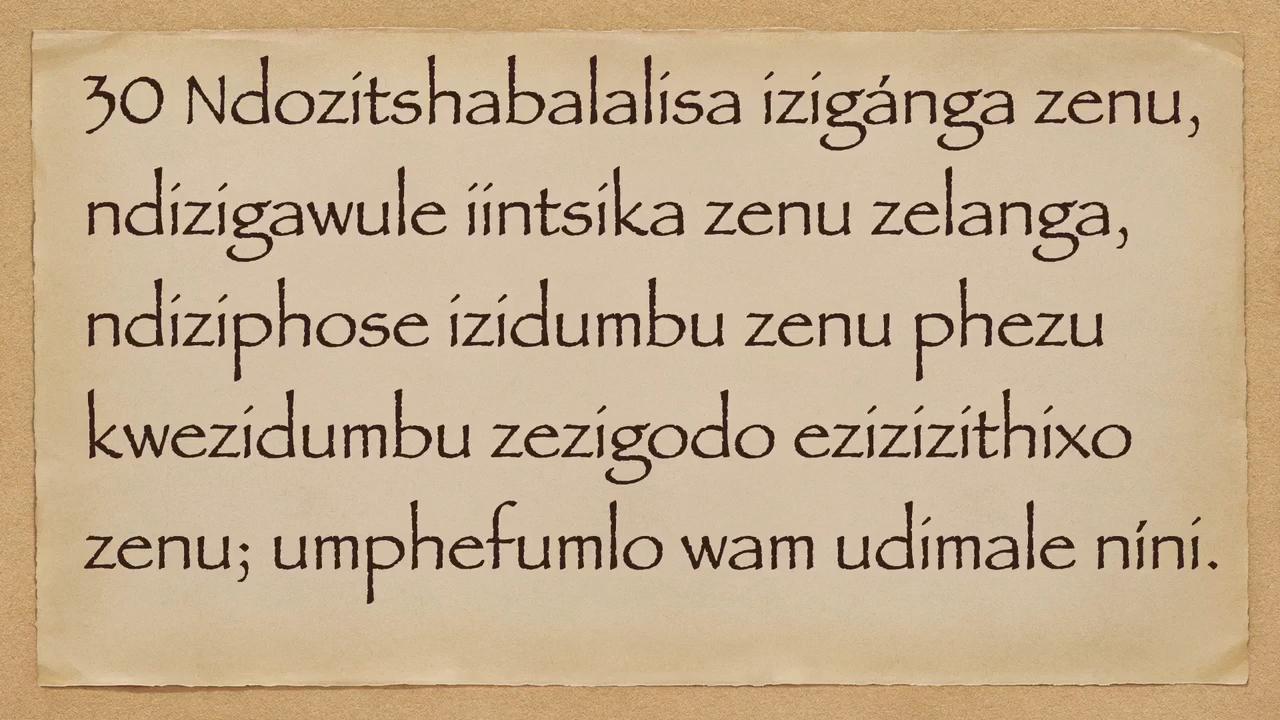 30 Ndozitshabalalisa izigánga zenu,
ndizigawule iintsika zenu zelanga,
ndiziphose izidumbu zenu phezu
kwezidumbu zezigodo ezizizithixo
zenu; umphefumlo wam udimale níni.